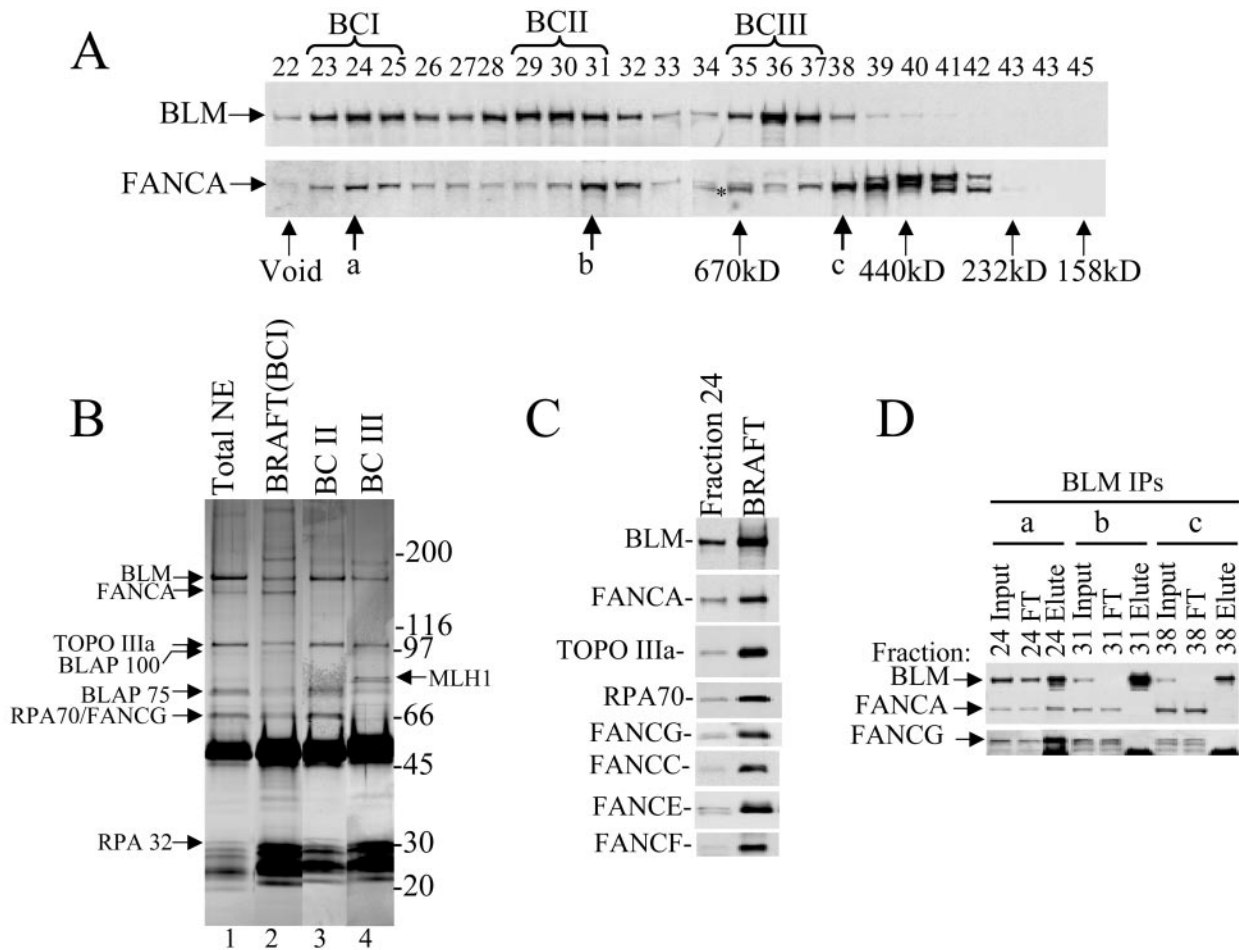 A
BCI BCII BCIII
22 23 24 25 26 27 28 29 30 31 32 33 34 35 36 37 38 39 40 41 42 43 43 45
BLM
FANCA
*
Void a b 670kD c 440kD 232kD 158kD
B
Total NE
BRAFT(BCI)
BC II
BC III
BLM
FANCA
TOPO IIIa
BLAP 100
BLAP 75
RPA70/FANCG
RPA 32
MLH1
-200
-116
-97
-66
-45
-30
-20
1 2 3 4
C
Fraction 24
BRAFT
BLM-
FANCA-
TOPO IIIa-
RPA70-
FANCG-
FANCC-
FANCE-
FANCF-
D
BLM IPs
a b c
Fraction:
24 Input
24 FT
24 Elute
31 Input
31 FT
31 Elute
38 Input
38 FT
38 Elute
BLM
FANCA
FANCG